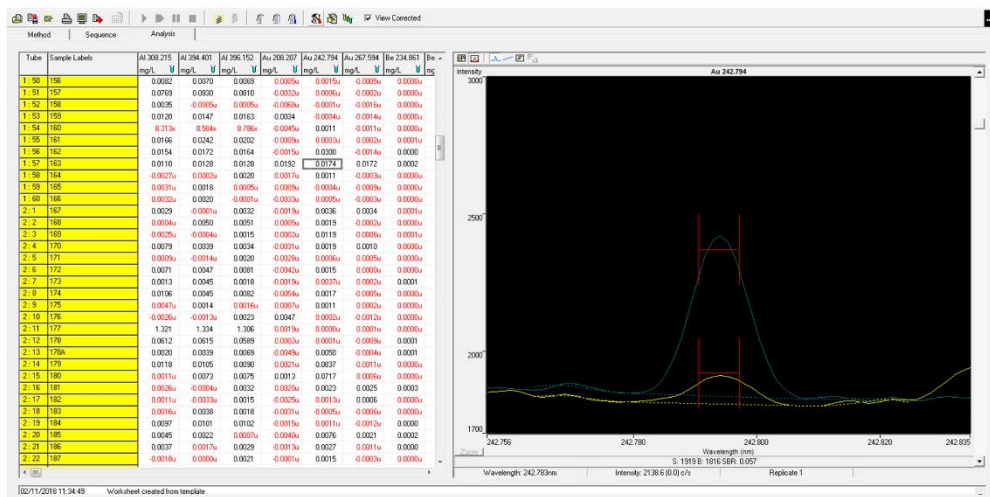 View Corrected
Method Sequence Analysis
Tube Sample Labels Al 308.215 Al 394.401 Al 396.152 Au 208.207 Au 242.794 Au 267.594 Be 234.861 Be
mg/L mg/L mg/L mg/L mg/L mg/L mg/L mg
1 : 50 156 0.0082 0.0070 0.0069 0.0005u 0.0015u -0.0005u 0.0000u
1 : 51 157 0.0769 0.0830 0.0810 -0.0032u 0.0006u -0.0002u 0.0000u
1 : 52 158 0.0035 -0.0005u 0.0005u -0.0068u -0.0001u -0.0016u 0.0000u
1 : 53 159 0.0120 0.0147 0.0163 0.0034 -0.0004u -0.0014u 0.0000u
1 : 54 160 8.313x 8.504x 8.786x -0.0045u 0.0011 -0.0011u 0.0000u
1 : 55 161 0.0166 0.0242 0.0202 -0.0009u 0.0003u 0.0002u 0.0001u
1 : 56 162 0.0154 0.0172 0.0164 -0.0015u 0.0300 -0.0014u 0.0000
1 : 57 163 0.0110 0.0128 0.0128 0.0192 0.0174 0.0172 0.0002
1 : 58 164 -0.0027u 0.0002u 0.0020 0.0017u 0.0011 -0.0003u 0.0000u
1 : 59 165 0.0031u 0.0018 0.0005u 0.0009u -0.0004u -0.0009u 0.0000u
1 : 60 166 0.0032u 0.0020 -0.0001u -0.0033u 0.0005u -0.0003u 0.0000u
2 : 1 167 0.0029 -0.0001u 0.0032 -0.0019u 0.0036 0.0034 0.0001u
2 : 2 168 0.0004u 0.0050 0.0051 0.0005u 0.0019 -0.0002u 0.0000u
2 : 3 169 -0.0025u -0.0004u 0.0015 0.0002u 0.0119 -0.0006u 0.0001u
2 : 4 170 0.0079 0.0039 0.0034 -0.0031u 0.0019 0.0010 0.0000u
2 : 5 171 0.0009u -0.0014u 0.0020 -0.0028u 0.0006u 0.0005u 0.0000u
2 : 6 172 0.0071 0.0047 0.0081 -0.0042u 0.0015 0.0000u 0.0000u
2 : 7 173 0.0013 0.0045 0.0018 -0.0019u 0.0037u 0.0002u 0.0001
2 : 8 174 0.0106 0.0045 0.0082 -0.0054u 0.0017 -0.0005u 0.0000u
2 : 9 175 0.0047u 0.0014 0.0016u 0.0007u 0.0011 0.0002u 0.0000u
2 : 10 176 -0.0026u -0.0013u 0.0023 0.0047 0.0002u -0.0012u 0.0000u
2 : 11 177 1.321 1.334 1.306 0.0019u 0.0000u 0.0001u 0.0000u
2 : 12 178 0.0612 0.0615 0.0589 0.0002u 0.0001u -0.0009u 0.0001
2 : 13 178A 0.0020 0.0039 0.0069 -0.0049u 0.0050 -0.0004u 0.0001
2 : 14 179 0.0118 0.0105 0.0090 0.0021u 0.0837 -0.0011u 0.0000u
2 : 15 180 0.0011u 0.0073 0.0075 0.0013 0.0717 0.0006u 0.0000u
2 : 16 181 0.0026u -0.0004u 0.0032 0.0020u 0.0023 0.0025 0.0003
2 : 17 182 0.0011u -0.0033u 0.0015 -0.0025u 0.0013u 0.0006 0.0000u
2 : 18 183 0.0016u 0.0038 0.0018 -0.0031u -0.0005u -0.0006u 0.0000u
2 : 19 184 0.0097 0.0101 0.0102 -0.0015u 0.0011u -0.0012u 0.0000
2 : 20 185 0.0045 0.0022 0.0007u 0.0040u 0.0076 0.0021 0.0002
2 : 21 186 0.0037 0.0017u 0.0029 -0.0013u 0.0027 0.0011u 0.0000
2 : 22 187 -0.0018u 0.0000u 0.0021 -0.0001u 0.0015 -0.0003u 0.0000u
Intensity
Au 242.794
3000
2500
2000
1700
242.756 242.780 242.800 242.820 242.835
Zoom
Wavelength (nm)
S: 1919 B: 1816 SBR: 0.057
Wavelength: 242.783nm Intensity: 2138.6 (0.0) c/s Replicate 1
02/11/2018 11:34:49 Worksheet created from template